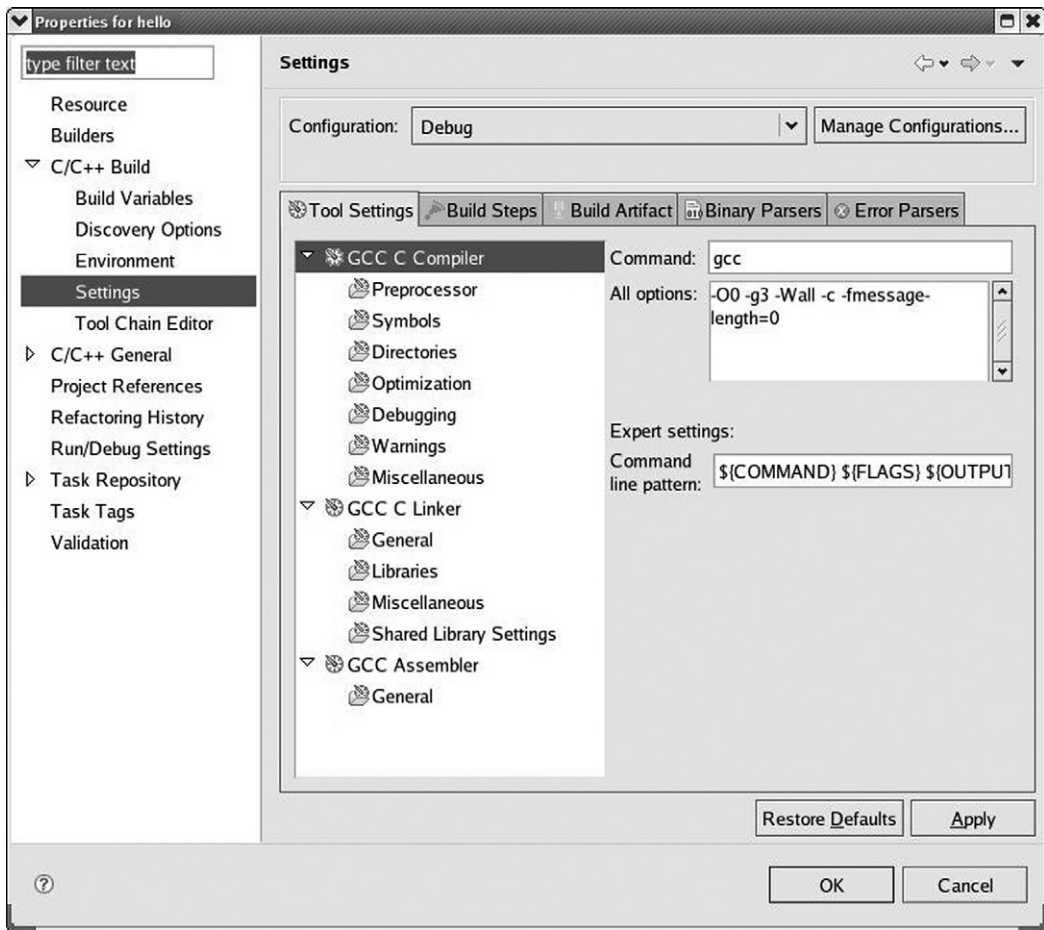 Properties for hello
type filter text
Resource
Builders
C/C++ Build
Build Variables
Discovery Options
Environment
Settings
Tool Chain Editor
C/C++ General
Project References
Refactoring History
Run/Debug Settings
Task Repository
Task Tags
Validation
Settings
Configuration: Debug Manage Configurations...
Tool Settings Build Steps Build Artifact Binary Parsers Error Parsers
GCC C Compiler
Preprocessor
Symbols
Directories
Optimization
Debugging
Warnings
Miscellaneous
GCC C Linker
General
Libraries
Miscellaneous
Shared Library Settings
GCC Assembler
General
Command: gcc
All options: -O0 -g3 -Wall -c -fmessage-
length=0
Expert settings:
Command
line pattern: ${COMMAND} ${FLAGS} ${OUTPUT
Restore Defaults Apply
OK Cancel